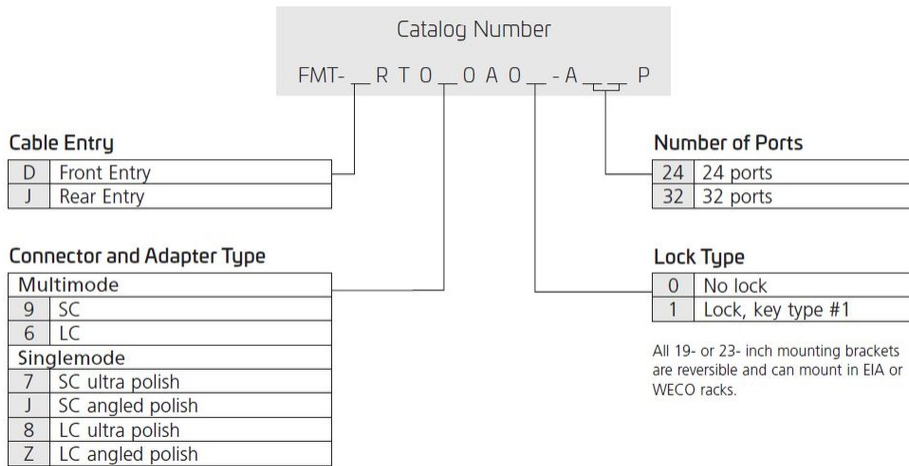 Catalog Number
FMT-__RT0__0A0__-A____P
Cable Entry
D Front Entry
J Rear Entry
Number of Ports
24 24 ports
32 32 ports
Connector and Adapter Type
Multimode
9 SC
6 LC
Singlemode
7 SC ultra polish
J SC angled polish
8 LC ultra polish
Z LC angled polish
Lock Type
0 No lock
1 Lock, key type #1
All 19- or 23- inch mounting brackets
are reversible and can mount in EIA or
WECO racks.